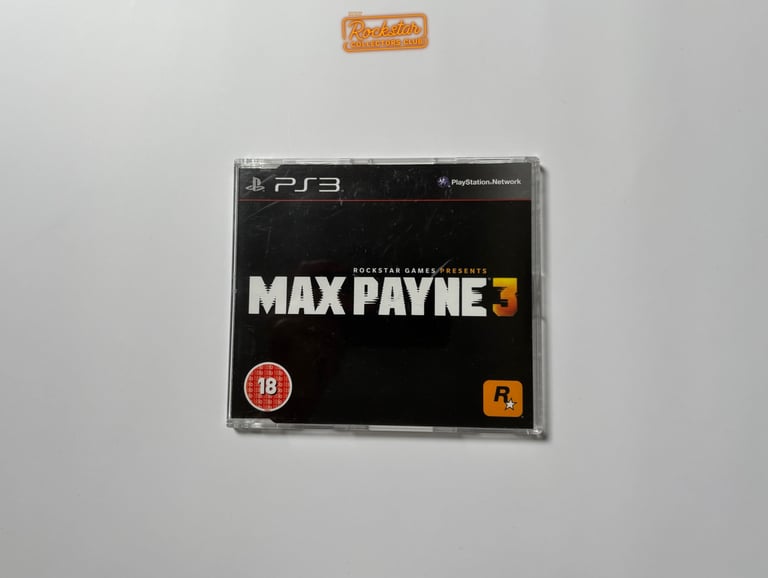 Rockstar
COLLECTORS CLUB
PS3
PlayStation®Network
ROCKSTAR GAMES PRESENTS
MAX PAYNE 3
18
R